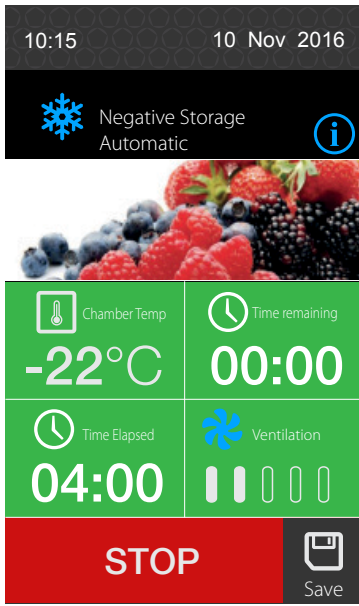 10:15 10 Nov 2016
Negative Storage
Automatic
i
Chamber Temp Time remaining
-22°C 00:00
Time Elapsed Ventilation
04:00
STOP
Save